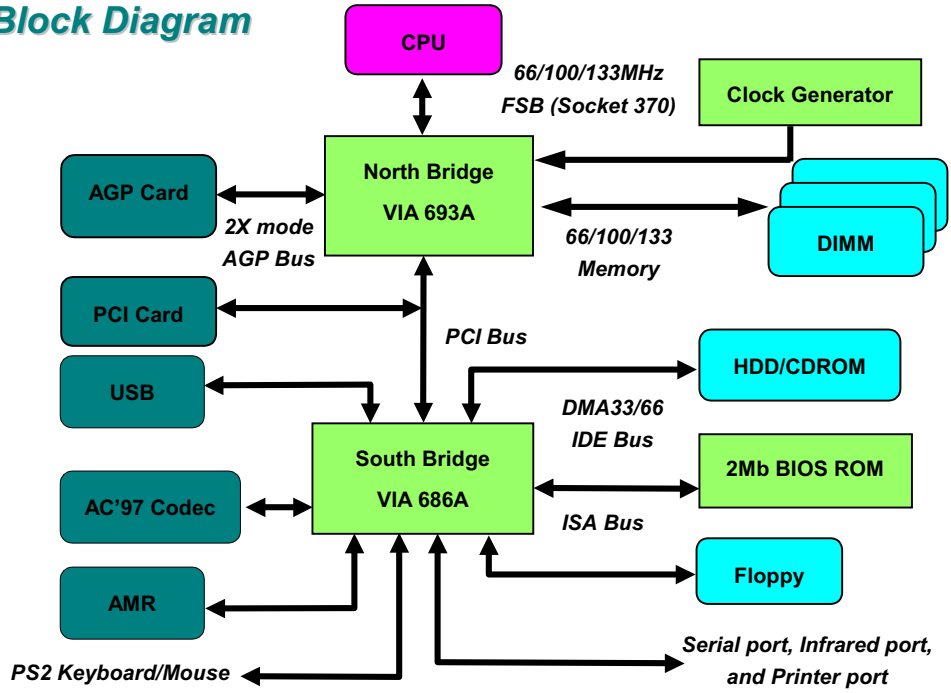 Block Diagram
CPU
66/100/133MHz
FSB (Socket 370)
Clock Generator
North Bridge
VIA 693A
AGP Card
2X mode
AGP Bus
66/100/133
Memory
DIMM
PCI Card
PCI Bus
USB
HDD/CDROM
DMA33/66
IDE Bus
South Bridge
VIA 686A
2Mb BIOS ROM
AC'97 Codec
ISA Bus
AMR
Floppy
PS2 Keyboard/Mouse
Serial port, Infrared port,
and Printer port